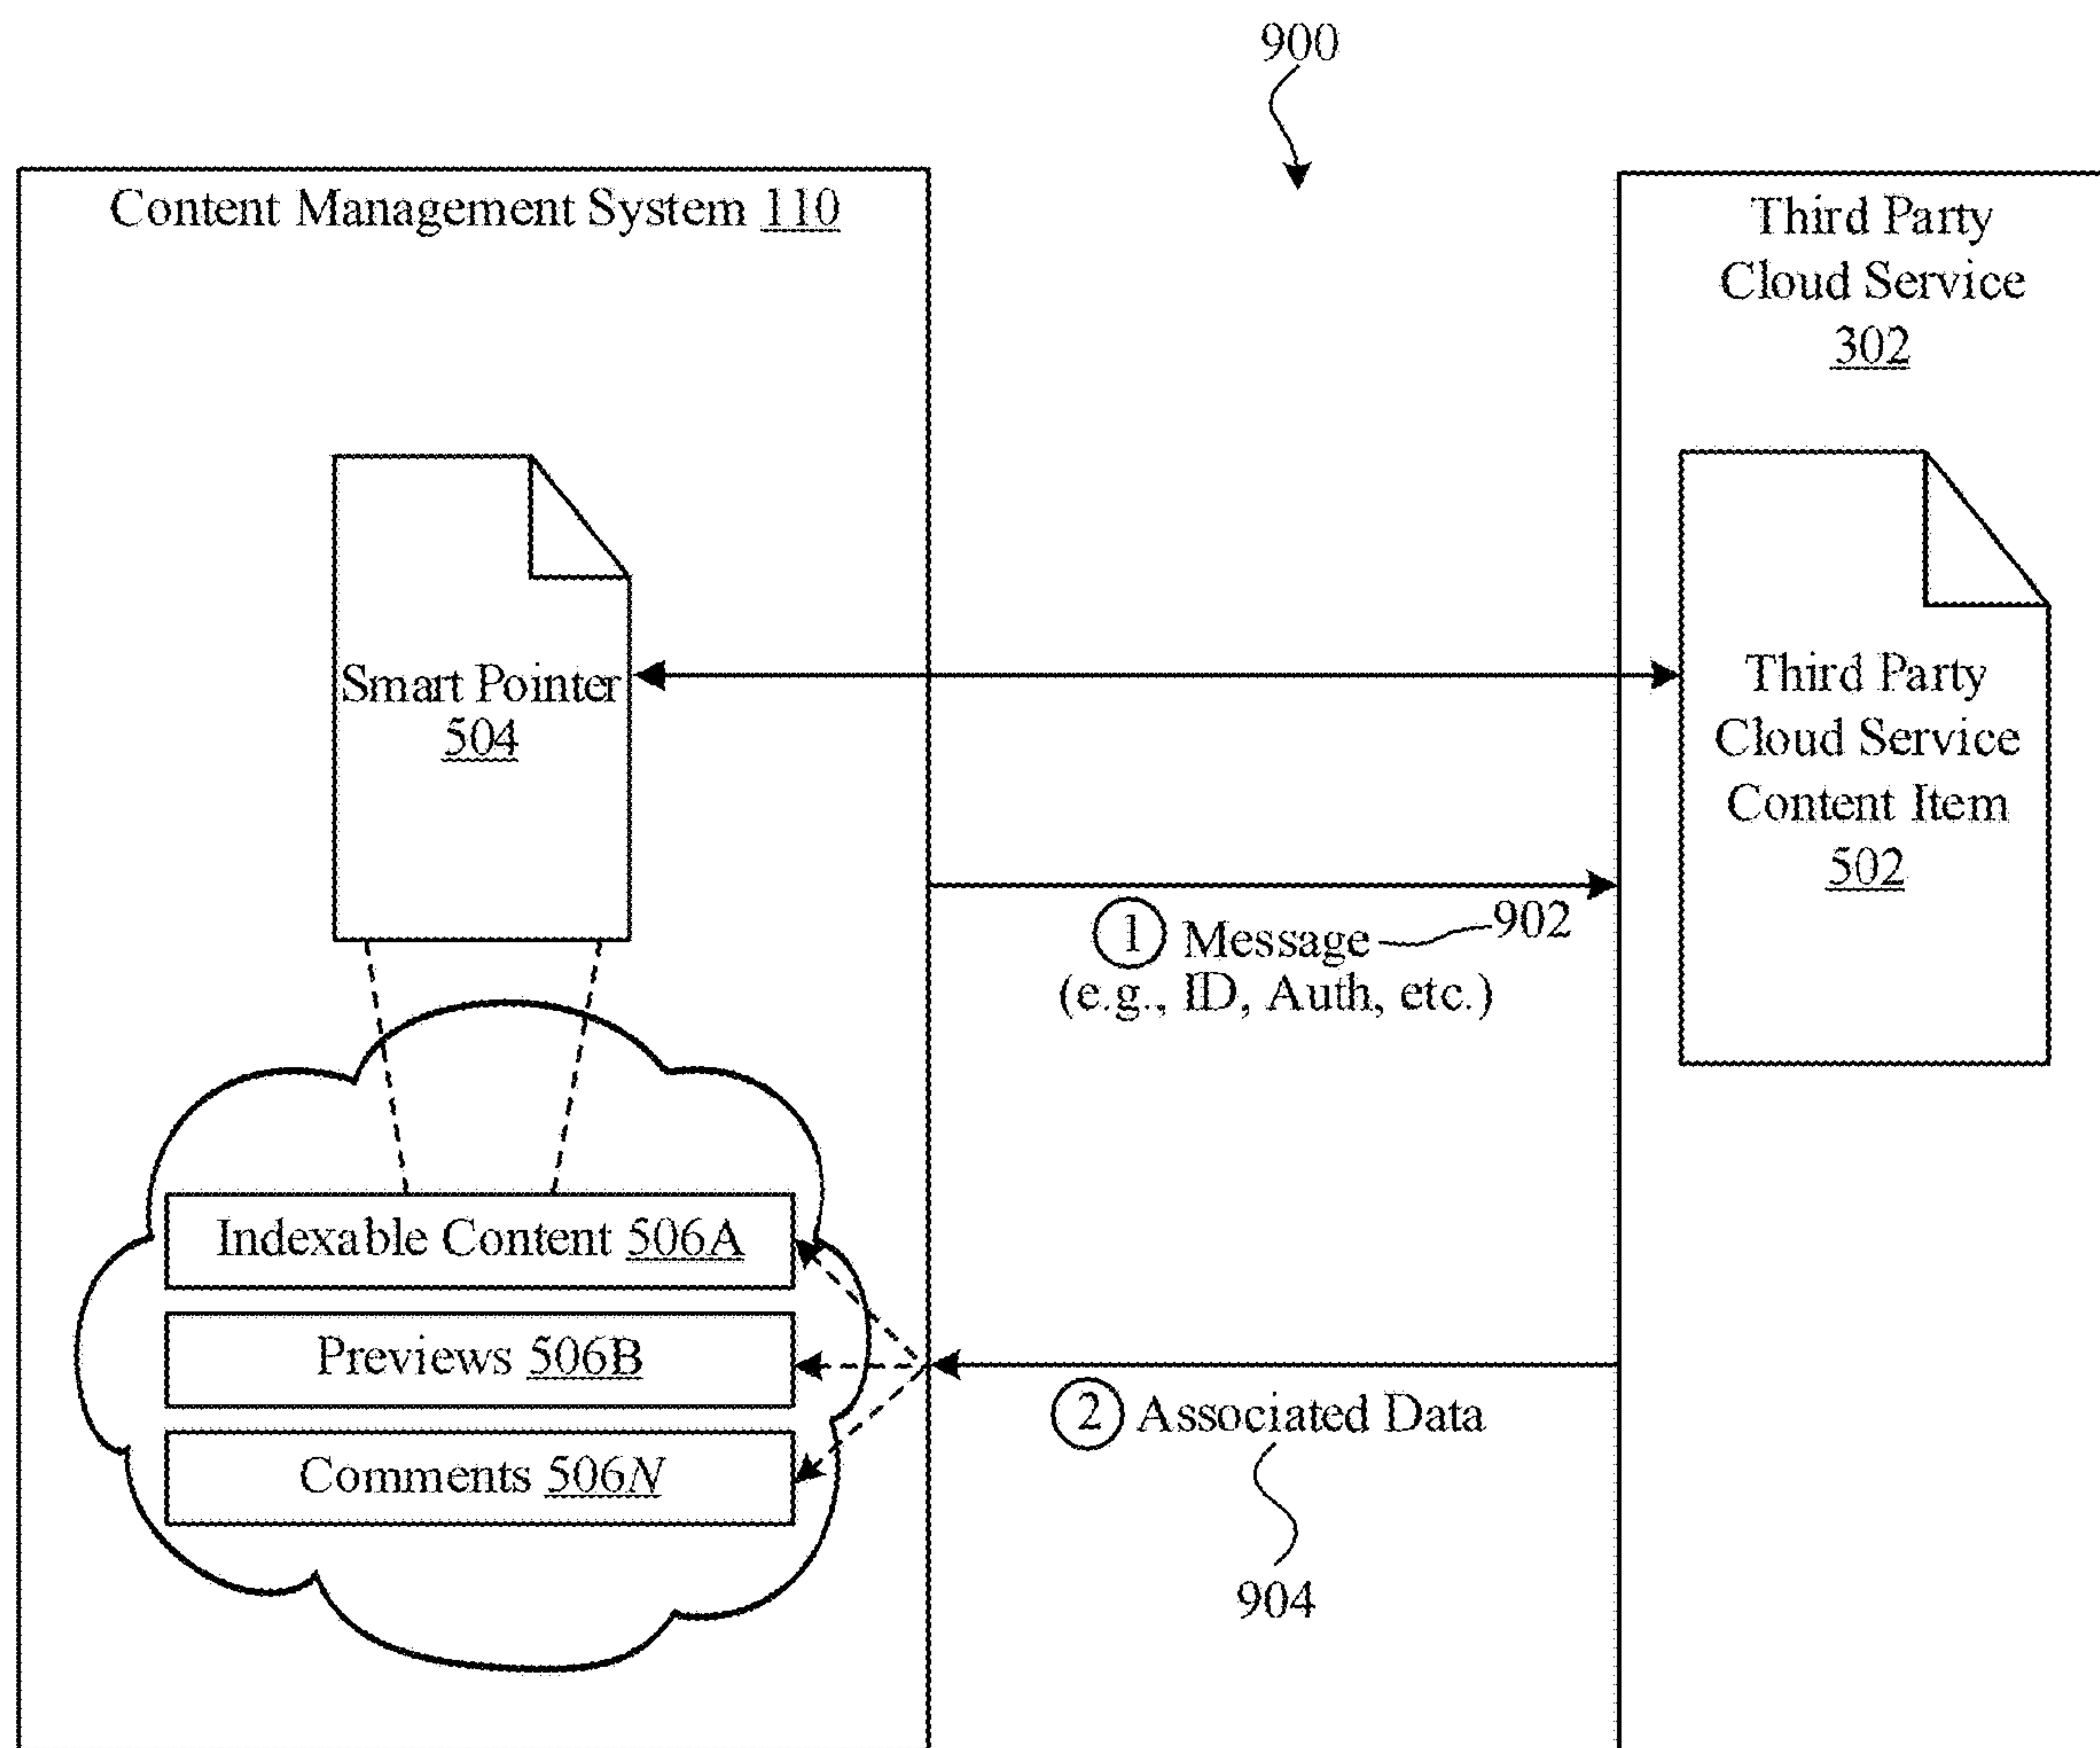 900
Content Management System 110
Third Party
Cloud Service
302
Smart Pointer
504
Third Party
Cloud Service
Content Item
502
1 Message 902
(e.g., ID, Auth, etc.)
Indexable Content 506A
Previews 506B
Comments 506N
2 Associated Data
904